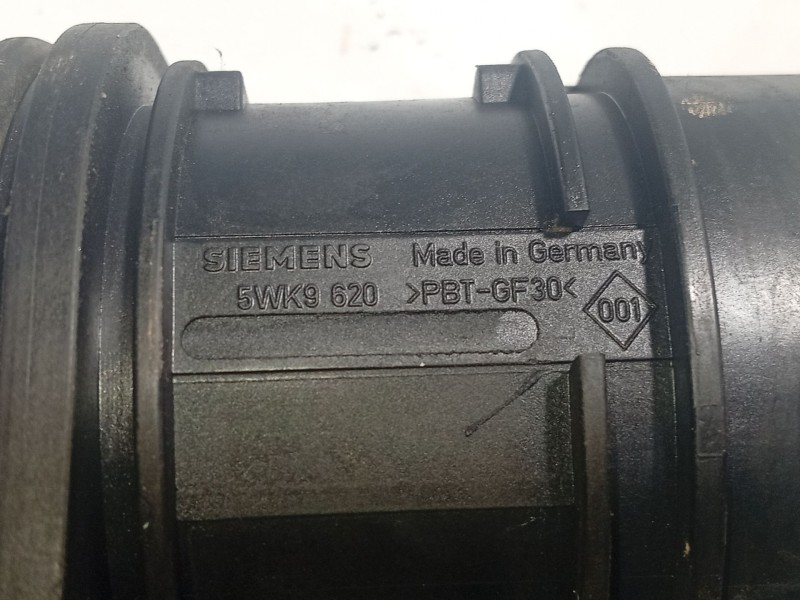 SIEMENS Made in Germany
5WK9 620 >PBT-GF30< 001